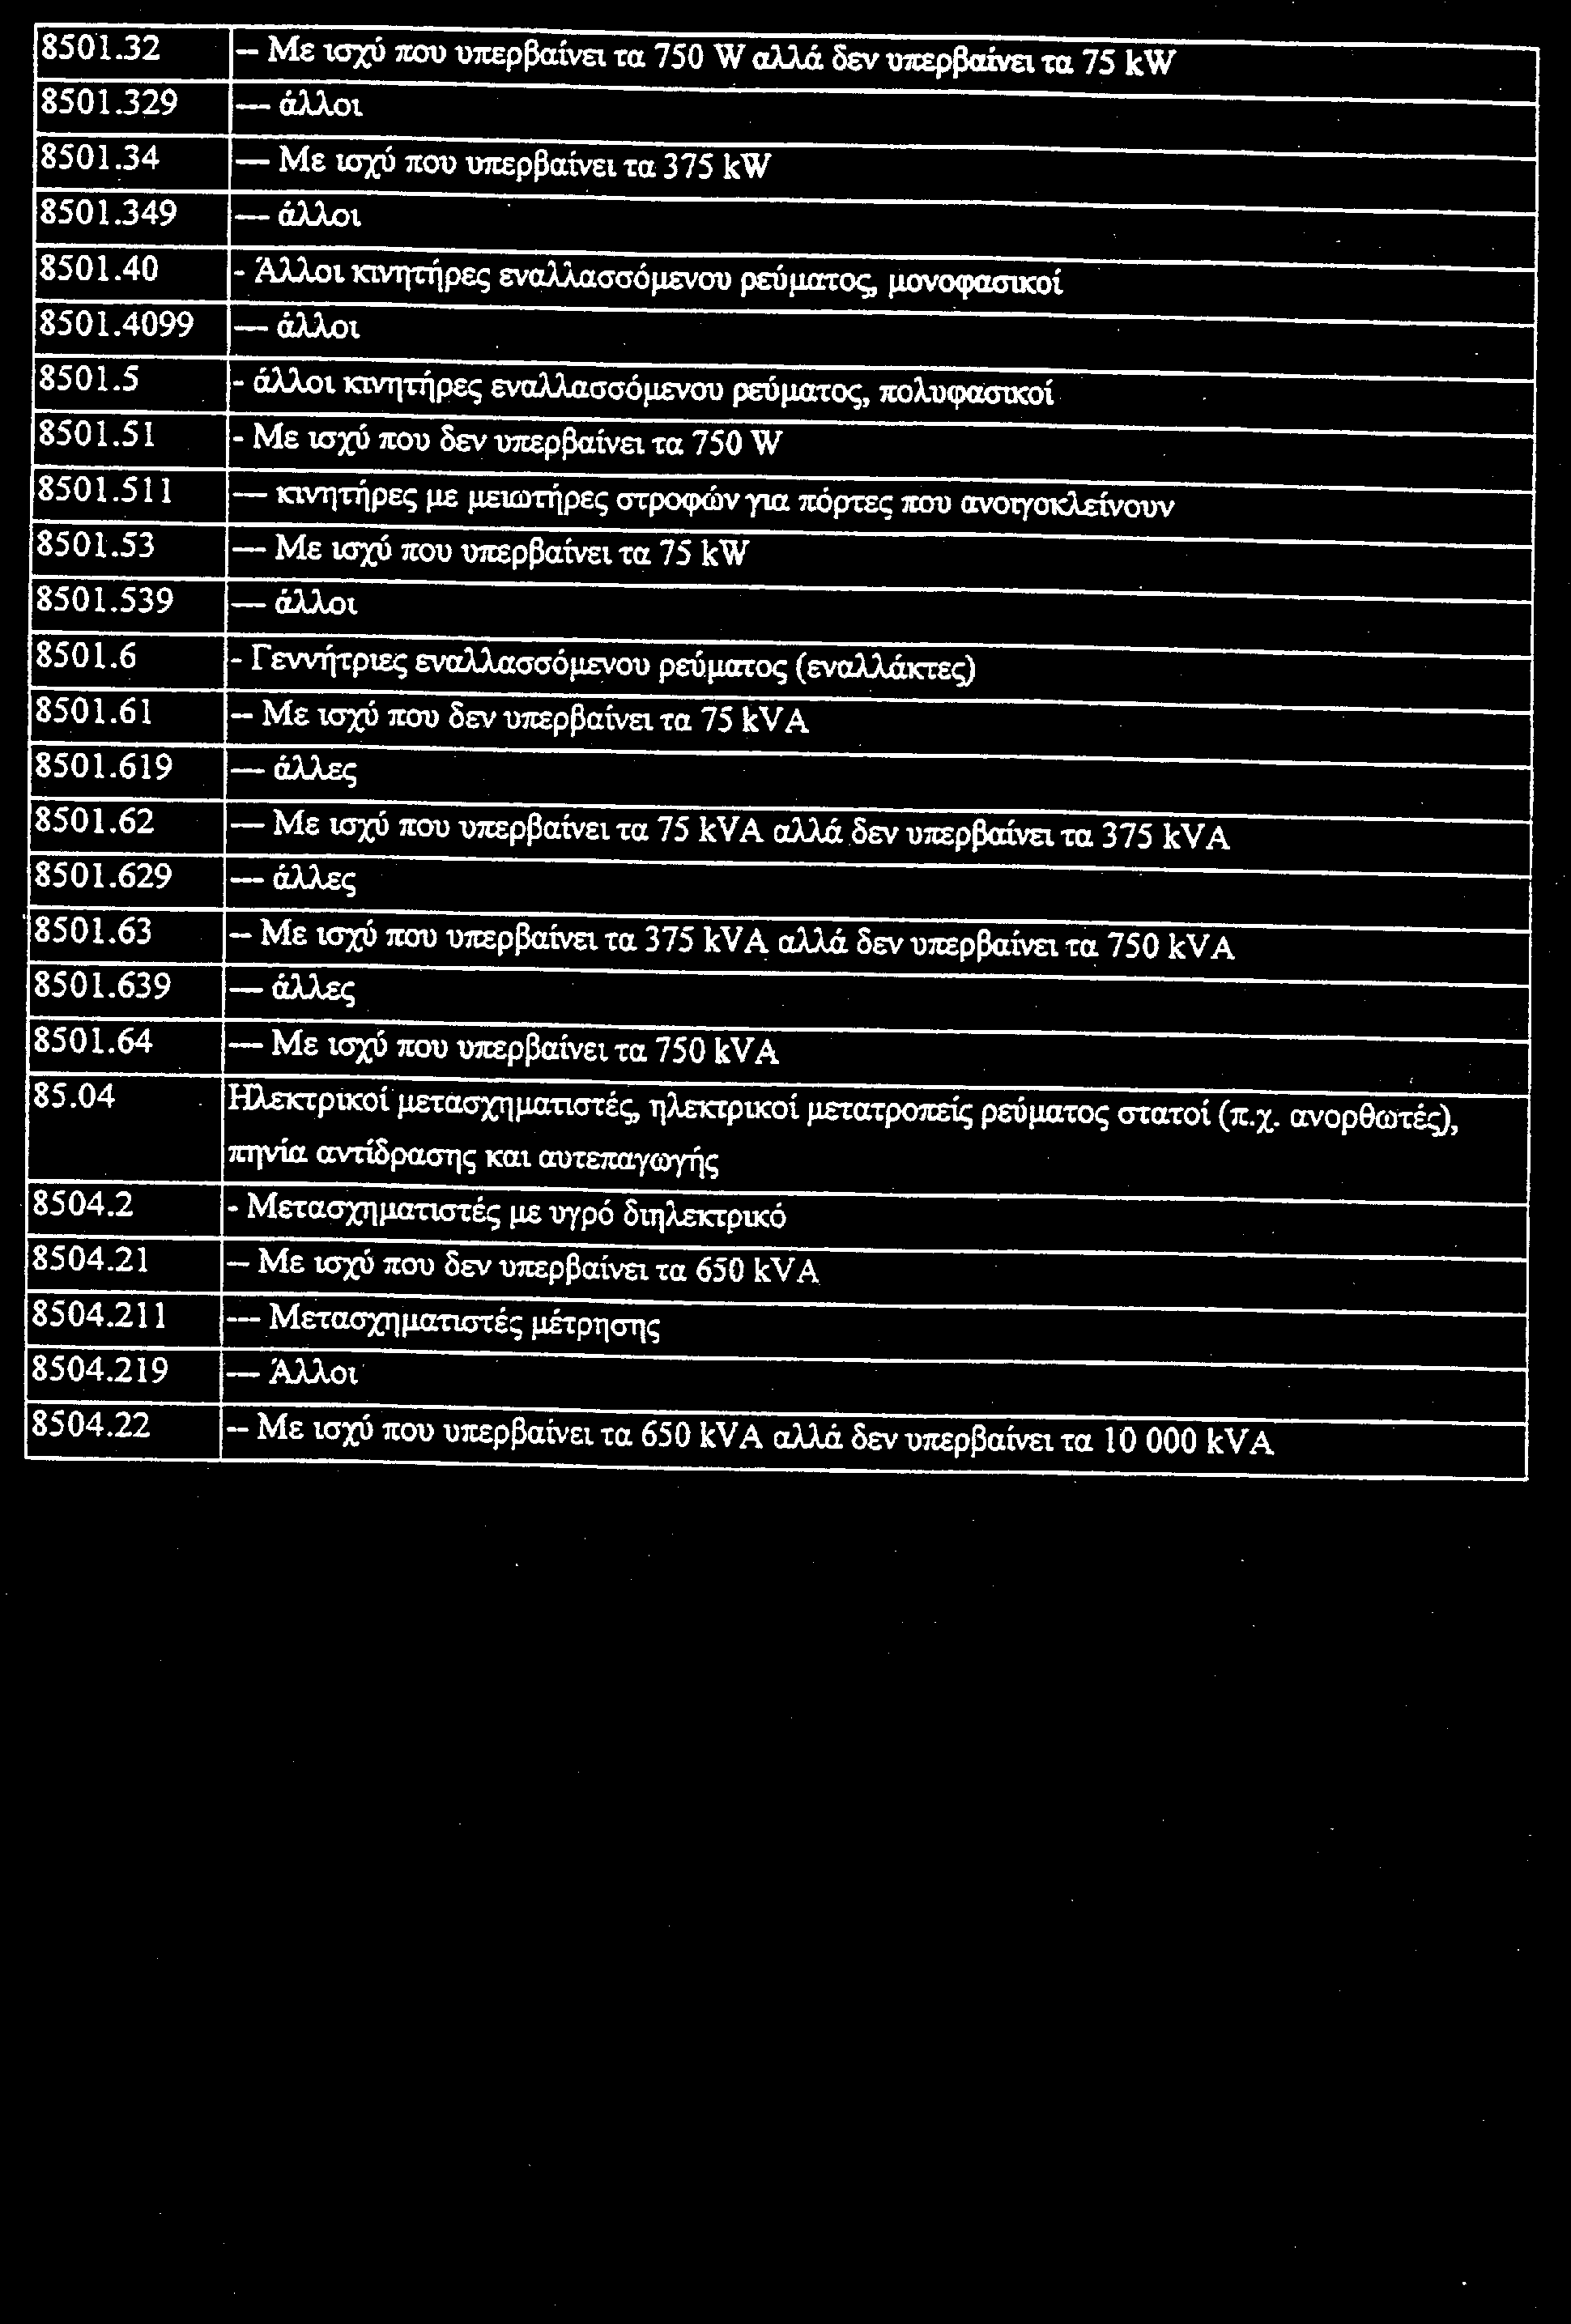 8501.32 – Με ισχύ που υπερβαίνει τα 750 W αλλά δεν υπερβαίνει τα 75 kW
8501.329 — άλλοι
8501.34 — Με ισχύ που υπερβαίνει τα 375 kW
8501.349 — άλλοι
8501.40 - Άλλοι κινητήρες εναλλασσόμενου ρεύματος, μονοφασικοί
8501.4099 — άλλοι
8501.5 - άλλοι κινητήρες εναλλασσόμενου ρεύματος, πολυφασικοί
8501.51 - Με ισχύ που δεν υπερβαίνει τα 750 W
8501.511 — κινητήρες με μειωτήρες στροφών για πόρτες που ανοιγοκλείνουν
8501.53 — Με ισχύ που υπερβαίνει τα 75 kW
8501.539 — άλλοι
8501.6 - Γεννήτριες εναλλασσόμενου ρεύματος (εναλλάκτες)
8501.61 – Με ισχύ που δεν υπερβαίνει τα 75 kVA
8501.619 — άλλες
8501.62 — Με ισχύ που υπερβαίνει τα 75 kVA αλλά δεν υπερβαίνει τα 375 kVA
8501.629 — άλλες
8501.63 – Με ισχύ που υπερβαίνει τα 375 kVA αλλά δεν υπερβαίνει τα 750 kVA
8501.639 — άλλες
8501.64 — Με ισχύ που υπερβαίνει τα 750 kVA
85.04 Ηλεκτρικοί μετασχηματιστές, ηλεκτρικοί μετατροπείς ρεύματος στατοί (π.χ. ανορθωτές),
πηνία αντίδρασης και αυτεπαγωγής
8504.2 - Μετασχηματιστές με υγρό διηλεκτρικό
8504.21 – Με ισχύ που δεν υπερβαίνει τα 650 kVA
8504.211 — Μετασχηματιστές μέτρησης
8504.219 — Άλλοι
8504.22 – Με ισχύ που υπερβαίνει τα 650 kVA αλλά δεν υπερβαίνει τα 10 000 kVA